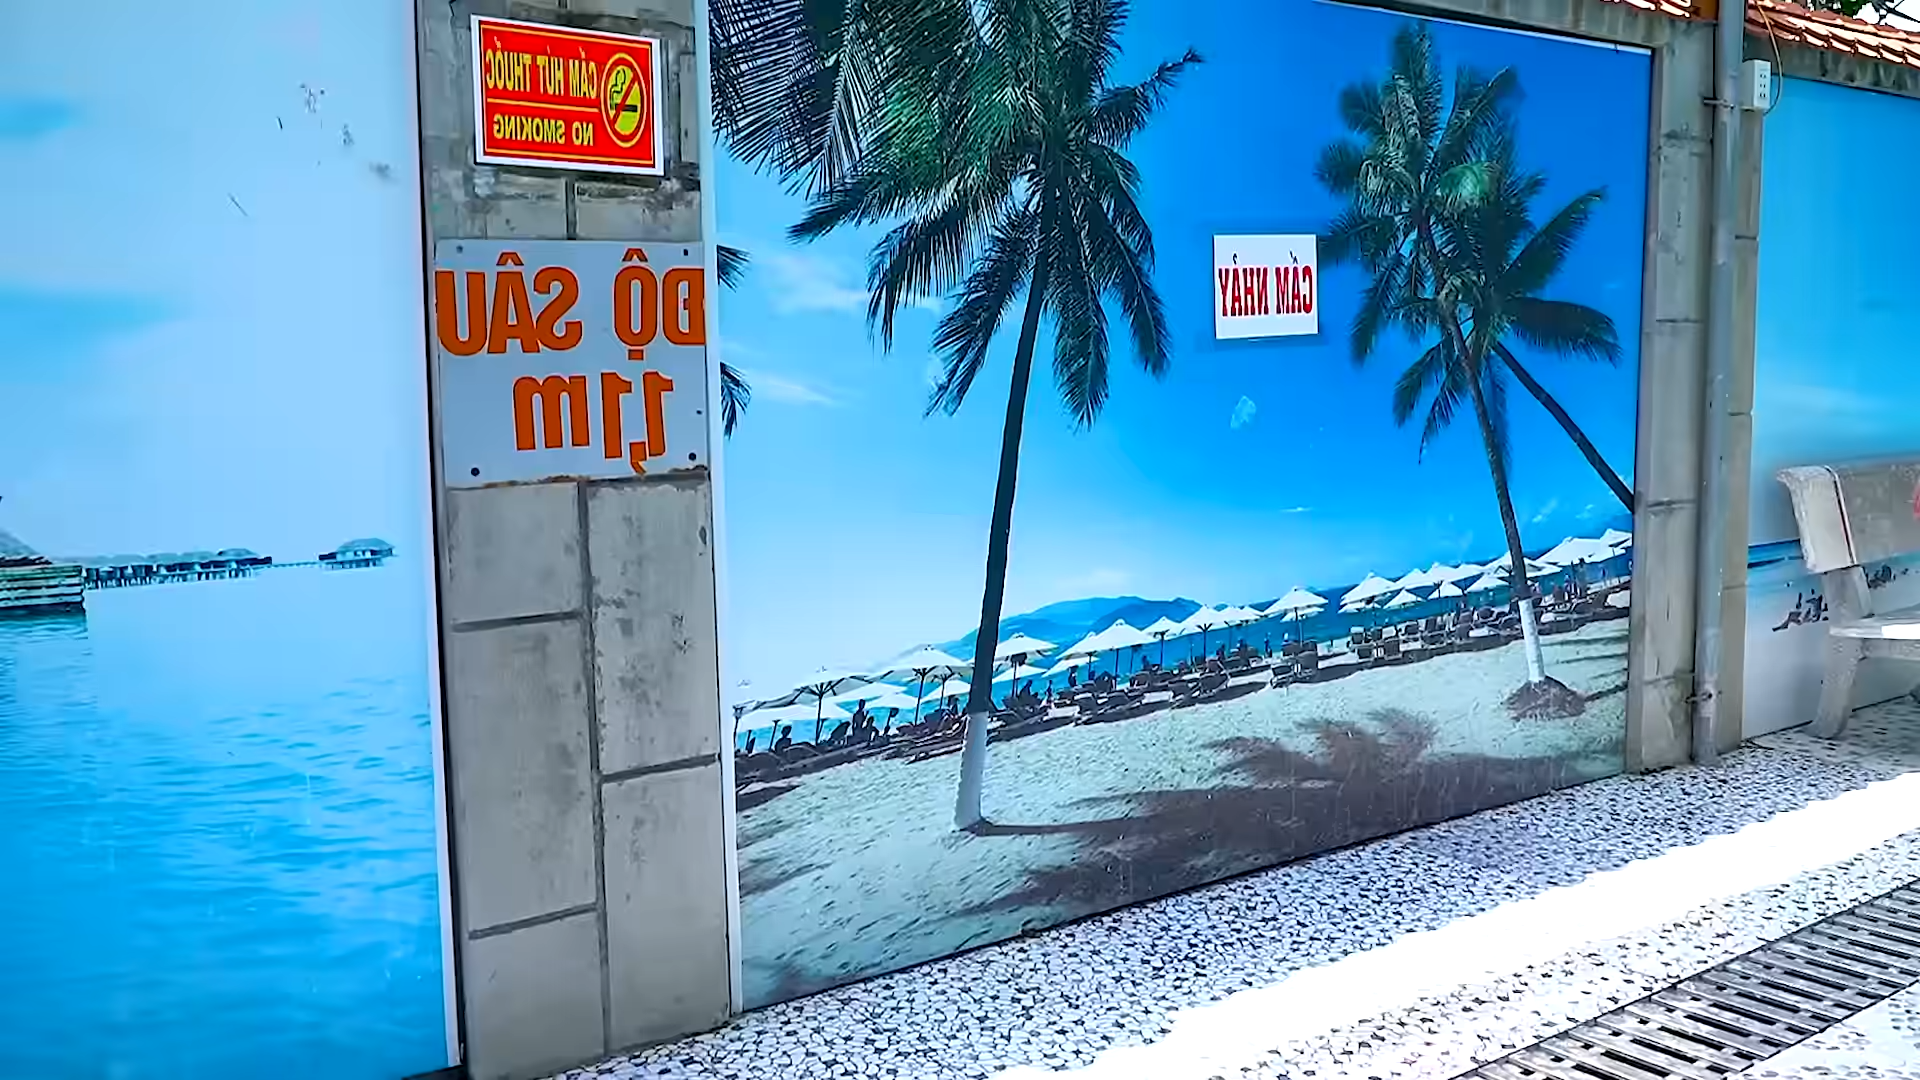 CẤM HÚT THUỐC
NO SMOKING
ĐỘ SÂU
1,1m
CẤM NHẢY